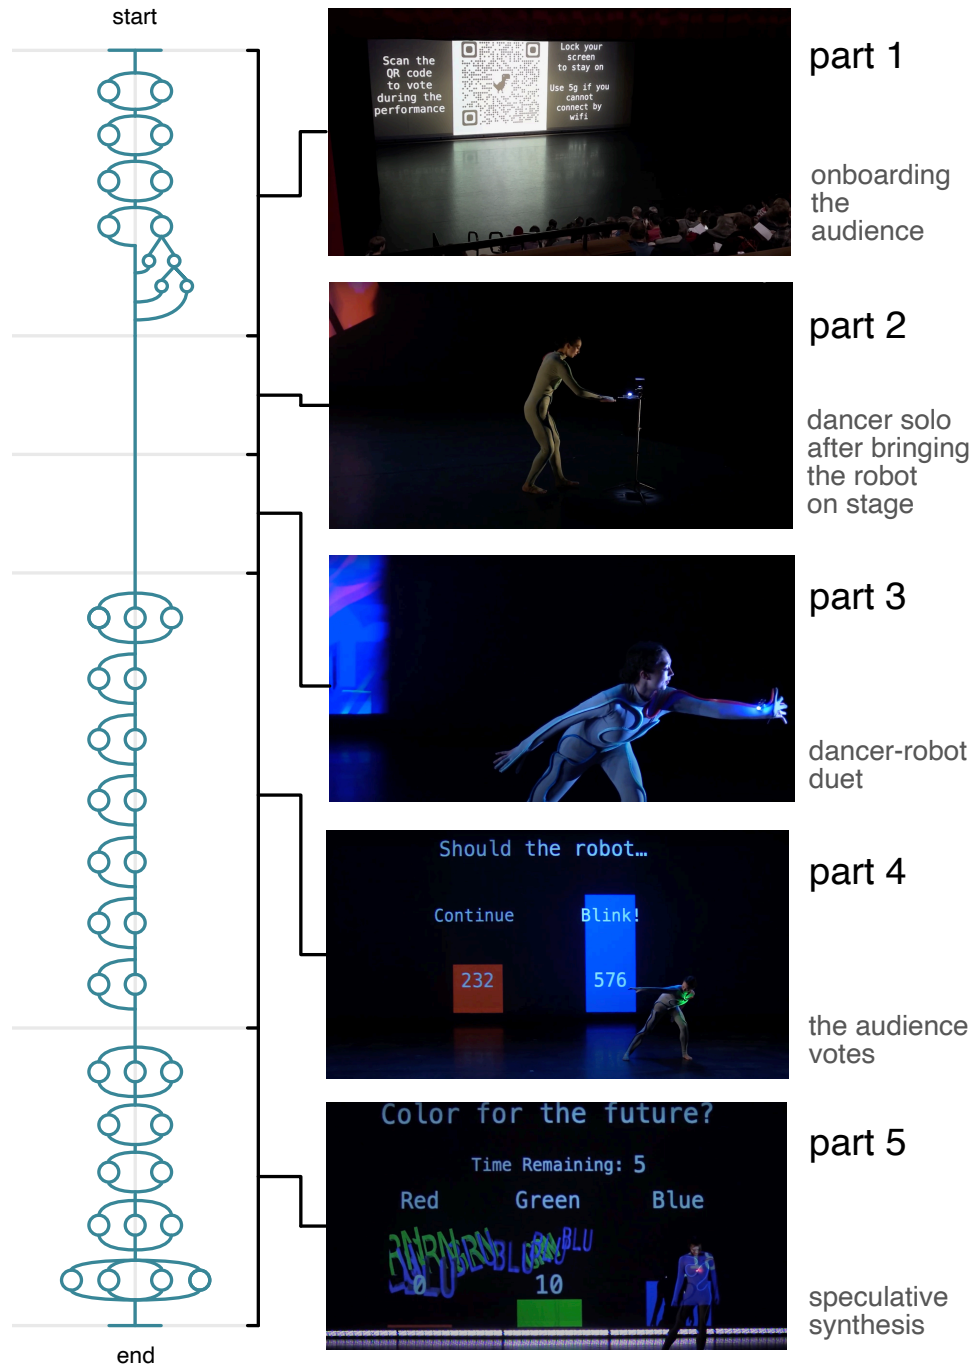 start
Scan the
QR code
to vote
during the
performance
Lock your
screen
to stay on
Use 5g if you
cannot
connect by
wifi
part 1
onboarding
the
audience
part 2
dancer solo
after bringing
the robot
on stage
part 3
dancer-robot
duet
Should the robot…
Continue
Blink!
232
576
part 4
the audience
votes
Color for the future?
Time Remaining: 5
Red
Green
Blue
BLU
0
10
part 5
speculative
synthesis
end